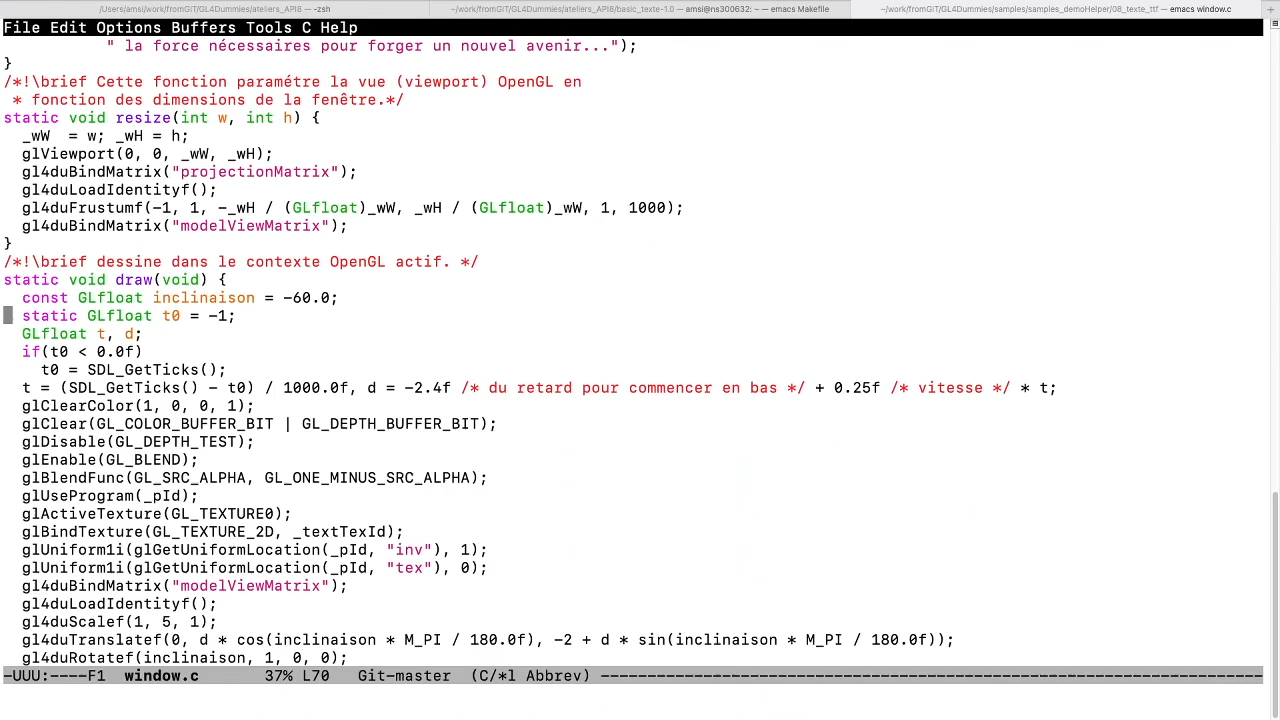 /Users/amsi/work/fromGIT/GL4Dummies/ateliers_API8 — -zsh
~/work/fromGIT/GL4Dummies/ateliers_API8/basic_texte-1.0 — amsi@ns300632: ~ — emacs Makefile
~/work/fromGIT/GL4Dummies/samples/samples_demoHelper/08_texte_ttf — emacs window.c
File Edit Options Buffers Tools C Help
" la force nécessaires pour forger un nouvel avenir...");
}
/*!\brief Cette fonction paramétre la vue (viewport) OpenGL en
* fonction des dimensions de la fenêtre.*/
static void resize(int w, int h) {
_wW  = w; _wH = h;
glViewport(0, 0, _wW, _wH);
gl4duBindMatrix("projectionMatrix");
gl4duLoadIdentityf();
gl4duFrustumf(-1, 1, -_wH / (GLfloat)_wW, _wH / (GLfloat)_wW, 1, 1000);
gl4duBindMatrix("modelViewMatrix");
}
/*!\brief dessine dans le contexte OpenGL actif. */
static void draw(void) {
const GLfloat inclinaison = -60.0;
static GLfloat t0 = -1;
GLfloat t, d;
if(t0 < 0.0f)
t0 = SDL_GetTicks();
t = (SDL_GetTicks() - t0) / 1000.0f, d = -2.4f /* du retard pour commencer en bas */ + 0.25f /* vitesse */ * t;
glClearColor(1, 0, 0, 1);
glClear(GL_COLOR_BUFFER_BIT | GL_DEPTH_BUFFER_BIT);
glDisable(GL_DEPTH_TEST);
glEnable(GL_BLEND);
glBlendFunc(GL_SRC_ALPHA, GL_ONE_MINUS_SRC_ALPHA);
glUseProgram(_pId);
glActiveTexture(GL_TEXTURE0);
glBindTexture(GL_TEXTURE_2D, _textTexId);
glUniform1i(glGetUniformLocation(_pId, "inv"), 1);
glUniform1i(glGetUniformLocation(_pId, "tex"), 0);
gl4duBindMatrix("modelViewMatrix");
gl4duLoadIdentityf();
gl4duScalef(1, 5, 1);
gl4duTranslatef(0, d * cos(inclinaison * M_PI / 180.0f), -2 + d * sin(inclinaison * M_PI / 180.0f));
gl4duRotatef(inclinaison, 1, 0, 0);
-UUU:----F1  window.c       37% L70   Git-master  (C/*l Abbrev) ------------------------------------------------------------------------